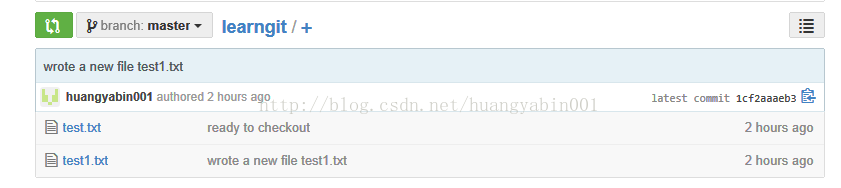 branch: master learngit / +
wrote a new file test1.txt
huangyabin001 authored 2 hours ago latest commit 1cf2aaaeb3
http://blog.csdn.net/huangyabin001
test.txt ready to checkout 2 hours ago
test1.txt wrote a new file test1.txt 2 hours ago